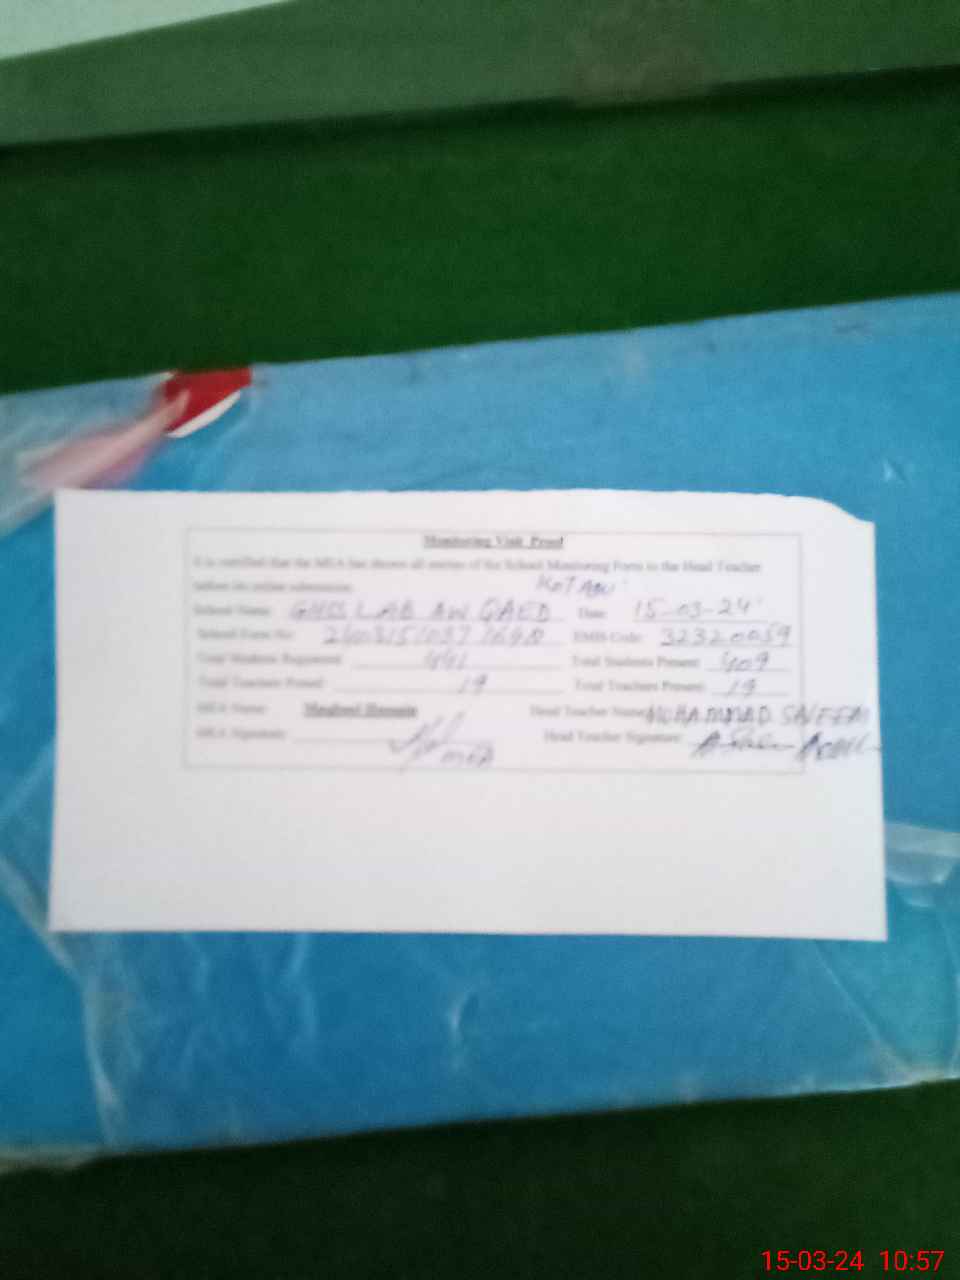 Monitoring Visit Proof
It is certified that the MEA has shown all entries of the School Monitoring Form to the Head Teacher
before its online submission. KOT ADU
School Name: GHSS LAB AW QAED Date: 15-03-24
School Form No: EMIS Code: 32320059
Total Students Registered: 441 Total Students Present: 409
Total Teachers Posted: 19 Total Teachers Present: 19
MEA Name: Maqbool Hussain Head Teacher Name: MUHAMMAD SALEEM
MEA Signature: MEA Head Teacher Signature:
15-03-24 10:57